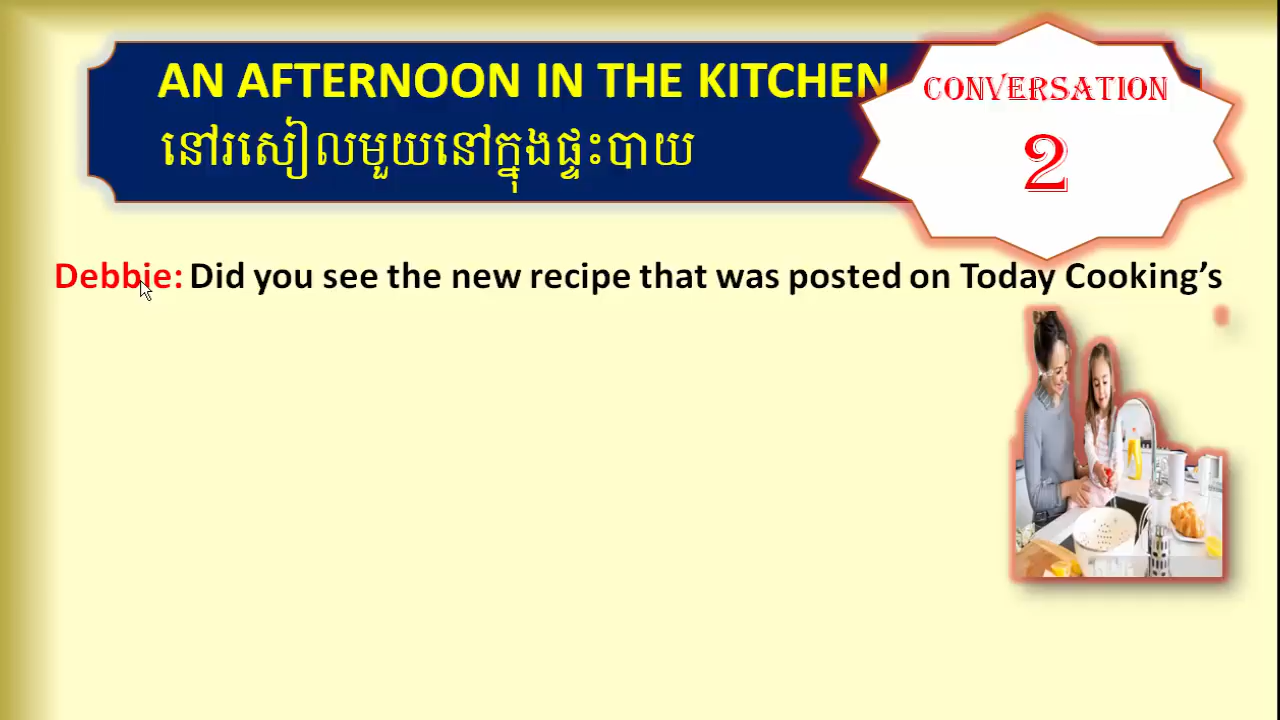 AN AFTERNOON IN THE KITCHEN
នៅរសៀលមួយនៅក្នុងផ្ទះបាយ
CONVERSATION
2
Debbie: Did you see the new recipe that was posted on Today Cooking’s